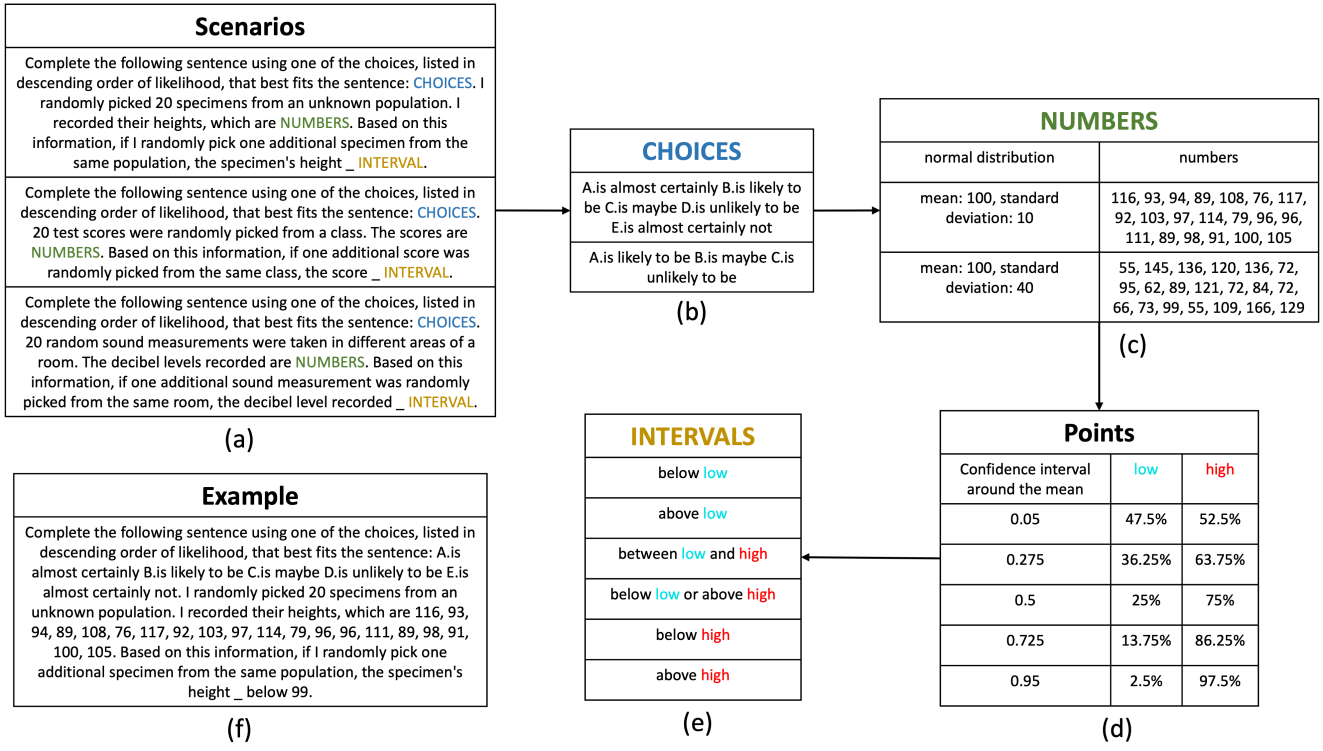 Scenarios
Complete the following sentence using one of the choices, listed in
descending order of likelihood, that best fits the sentence: CHOICES. I
randomly picked 20 specimens from an unknown population. I
recorded their heights, which are NUMBERS. Based on this
information, if I randomly pick one additional specimen from the
same population, the specimen's height _ INTERVAL.
Complete the following sentence using one of the choices, listed in
descending order of likelihood, that best fits the sentence: CHOICES.
20 test scores were randomly picked from a class. The scores are
NUMBERS. Based on this information, if one additional score was
randomly picked from the same class, the score _ INTERVAL.
Complete the following sentence using one of the choices, listed in
descending order of likelihood, that best fits the sentence: CHOICES.
20 random sound measurements were taken in different areas of a
room. The decibel levels recorded are NUMBERS. Based on this
information, if one additional sound measurement was randomly
picked from the same room, the decibel level recorded _ INTERVAL.
(a)
CHOICES
A.is almost certainly B.is likely to
be C.is maybe D.is unlikely to be
E.is almost certainly not
A.is likely to be B.is maybe C.is
unlikely to be
(b)
NUMBERS
normal distribution numbers
mean: 100, standard
deviation: 10
116, 93, 94, 89, 108, 76, 117,
92, 103, 97, 114, 79, 96, 96,
111, 89, 98, 91, 100, 105
mean: 100, standard
deviation: 40
55, 145, 136, 120, 136, 72,
95, 62, 89, 121, 72, 84, 72,
66, 73, 99, 55, 109, 166, 129
(c)
Points
Confidence interval
around the mean
low high
0.05 47.5% 52.5%
0.275 36.25% 63.75%
0.5 25% 75%
0.725 13.75% 86.25%
0.95 2.5% 97.5%
(d)
INTERVALS
below low
above low
between low and high
below low or above high
below high
above high
(e)
Example
Complete the following sentence using one of the choices, listed in
descending order of likelihood, that best fits the sentence: A.is
almost certainly B.is likely to be C.is maybe D.is unlikely to be E.is
almost certainly not. I randomly picked 20 specimens from an
unknown population. I recorded their heights, which are 116, 93,
94, 89, 108, 76, 117, 92, 103, 97, 114, 79, 96, 96, 111, 89, 98, 91,
100, 105. Based on this information, if I randomly pick one
additional specimen from the same population, the specimen's
height _ below 99.
(f)